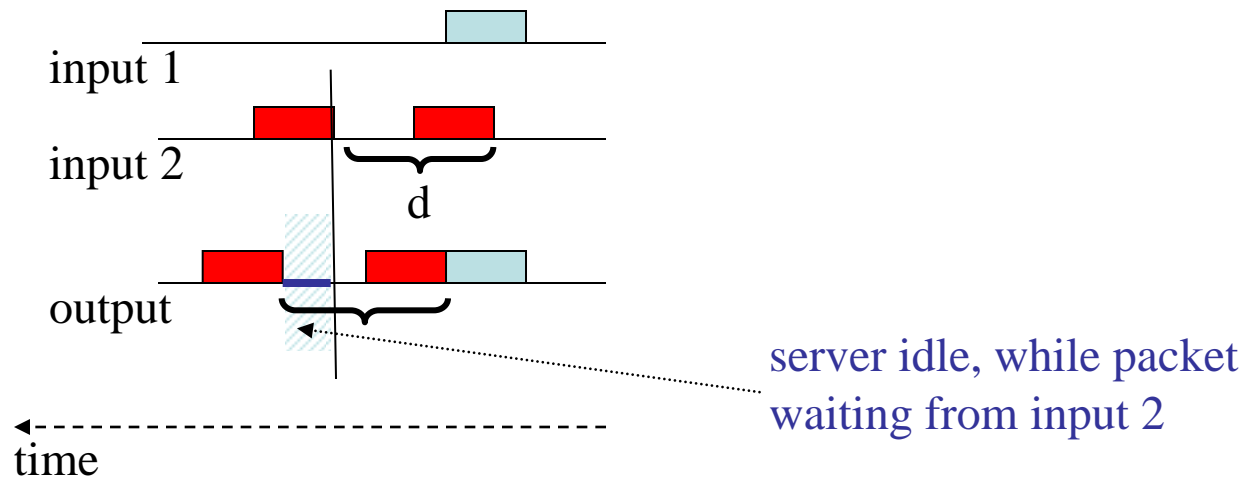 input 1
input 2
d
output
server idle, while packet
waiting from input 2
time